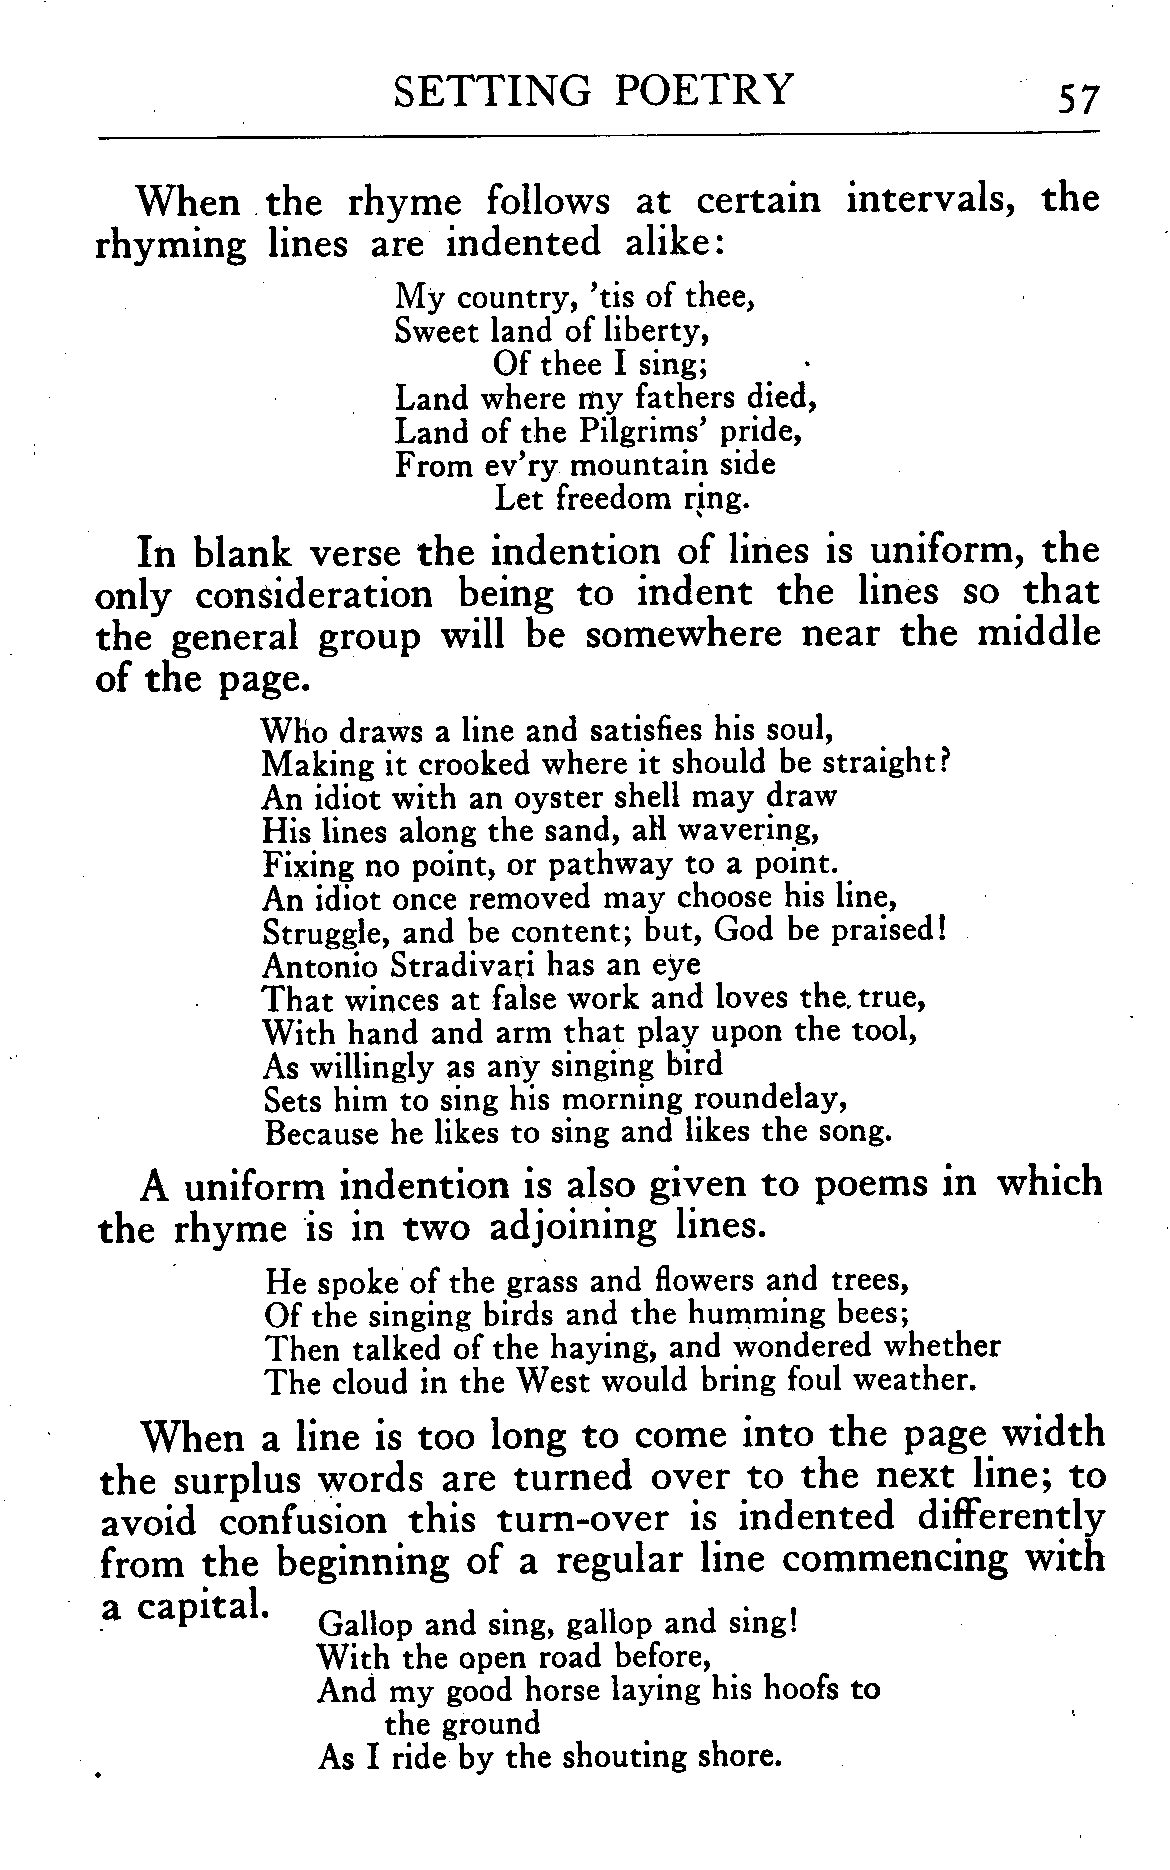 SETTING POETRY 57
When the rhyme follows at certain intervals, the
rhyming lines are indented alike:
My country, 'tis of thee,
Sweet land of liberty,
Of thee I sing;
Land where my fathers died,
Land of the Pilgrims' pride,
From ev'ry mountain side
Let freedom ring.
In blank verse the indention of lines is uniform, the
only consideration being to indent the lines so that
the general group will be somewhere near the middle
of the page.
Who draws a line and satisfies his soul,
Making it crooked where it should be straight?
An idiot with an oyster shell may draw
His lines along the sand, all wavering,
Fixing no point, or pathway to a point.
An idiot once removed may choose his line,
Struggle, and be content; but, God be praised!
Antonio Stradivari has an eye
That winces at false work and loves the true,
With hand and arm that play upon the tool,
As willingly as any singing bird
Sets him to sing his morning roundelay,
Because he likes to sing and likes the song.
A uniform indention is also given to poems in which
the rhyme is in two adjoining lines.
He spoke of the grass and flowers and trees,
Of the singing birds and the humming bees;
Then talked of the haying, and wondered whether
The cloud in the West would bring foul weather.
When a line is too long to come into the page width
the surplus words are turned over to the next line; to
avoid confusion this turn-over is indented differently
from the beginning of a regular line commencing with
a capital.
Gallop and sing, gallop and sing!
With the open road before,
And my good horse laying his hoofs to
the ground
As I ride by the shouting shore.